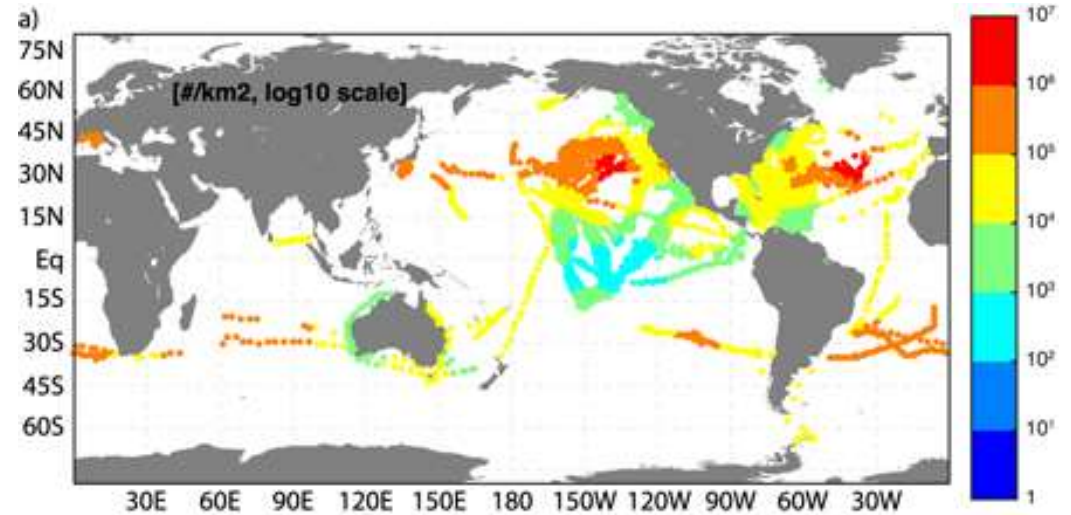 a)
[#/km2, log10 scale]
75N
60N
45N
30N
15N
Eq
15S
30S
45S
60S
30E 60E 90E 120E 150E 180 150W 120W 90W 60W 30W
10⁷
10⁶
10⁵
10⁴
10³
10²
10¹
1